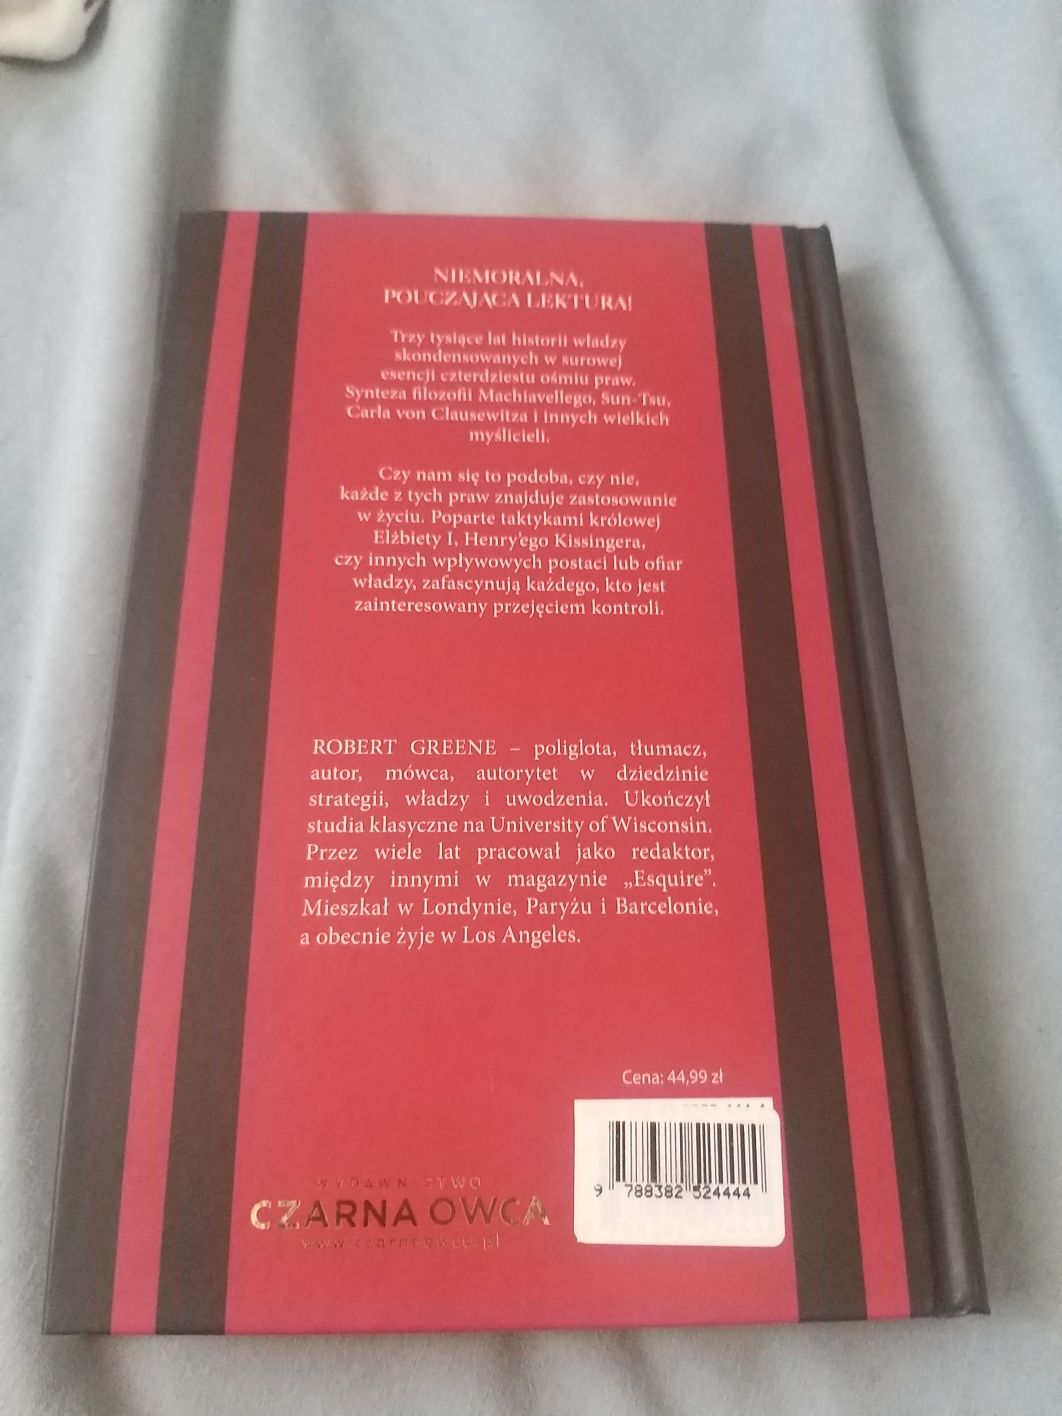 NIEMORALNA,
POUCZAJĄCA LEKTURA!
Trzy tysiące lat historii władzy
skondensowanych w surowej
esencji czterdziestu ośmiu praw.
Synteza filozofii Machiavellego, Sun-Tsu,
Carla von Clausewitza i innych wielkich
myślicieli.
Czy nam się to podoba, czy nie,
każde z tych praw znajduje zastosowanie
w życiu. Poparte taktykami królowej
Elżbiety I, Henry'ego Kissingera,
czy innych wpływowych postaci lub ofiar
władzy, zafascynują każdego, kto jest
zainteresowany przejęciem kontroli.
ROBERT GREENE – poliglota, tłumacz,
autor, mówca, autorytet w dziedzinie
strategii, władzy i uwodzenia. Ukończył
studia klasyczne na University of Wisconsin.
Przez wiele lat pracował jako redaktor,
między innymi w magazynie „Esquire”.
Mieszkał w Londynie, Paryżu i Barcelonie,
a obecnie żyje w Los Angeles.
Cena: 44,99 zł
9 788382 524444
WYDAWNICTWO
CZARNA OWCA
www.czarnaowca.pl